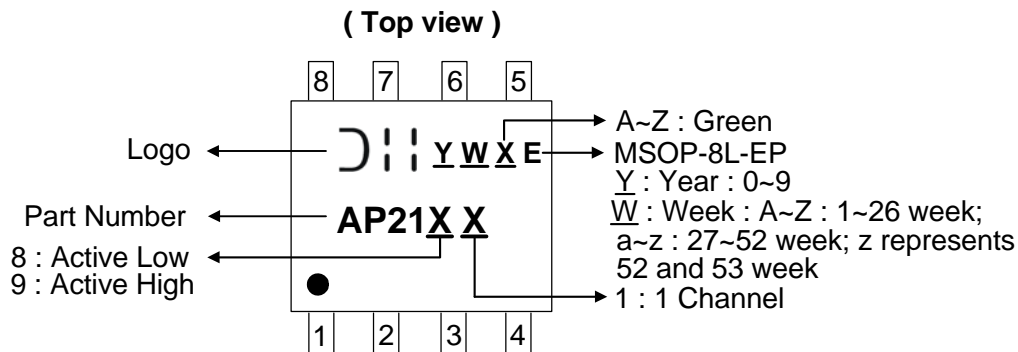 ( Top view )
8 7 6 5
Logo
Y W X E
A~Z : Green
MSOP-8L-EP
Y : Year : 0~9
W : Week : A~Z : 1~26 week;
a~z : 27~52 week; z represents
52 and 53 week
Part Number
AP21X X
8 : Active Low
9 : Active High
1 : 1 Channel
1 2 3 4